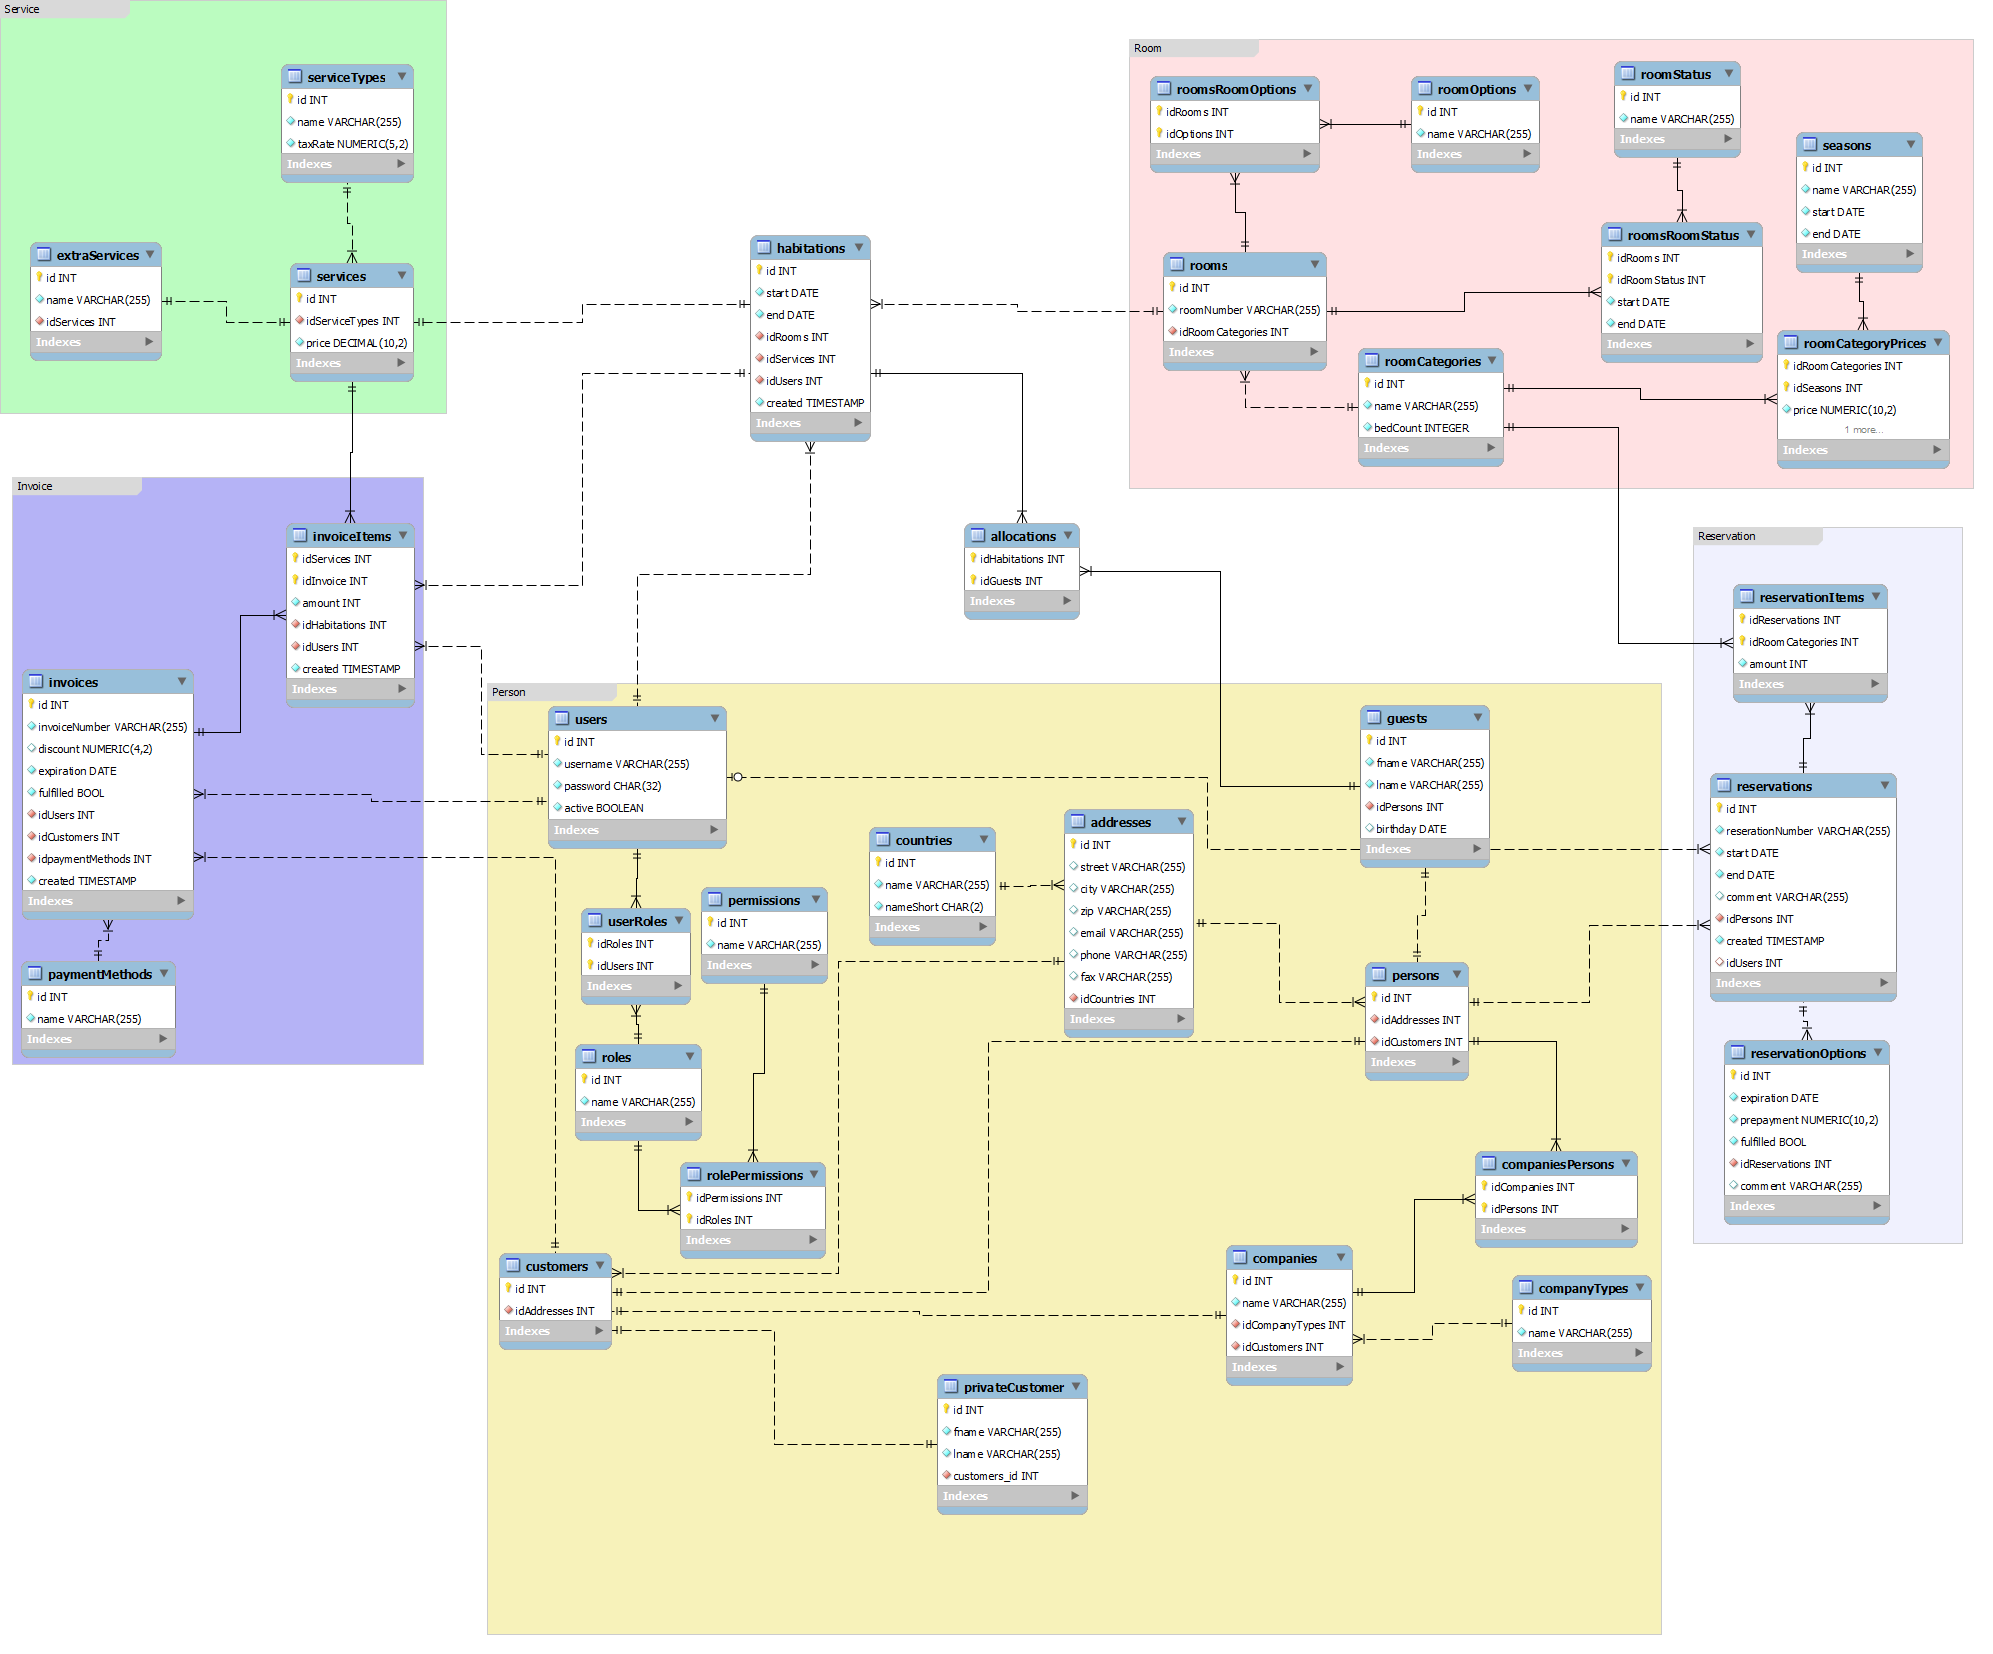 Service
serviceTypes
id INT
name VARCHAR(255)
taxRate NUMERIC(5,2)
Indexes
extraServices
id INT
name VARCHAR(255)
idServices INT
Indexes
services
id INT
idServiceTypes INT
price DECIMAL(10,2)
Indexes
habitations
id INT
start DATE
end DATE
idRooms INT
idServices INT
idUsers INT
created TIMESTAMP
Indexes
Room
roomsRoomOptions
idRooms INT
idOptions INT
Indexes
roomOptions
id INT
name VARCHAR(255)
Indexes
roomStatus
id INT
name VARCHAR(255)
Indexes
seasons
id INT
name VARCHAR(255)
start DATE
end DATE
Indexes
rooms
id INT
roomNumber VARCHAR(255)
idRoomCategories INT
Indexes
roomsRoomStatus
idRooms INT
idRoomStatus INT
start DATE
end DATE
Indexes
roomCategories
id INT
name VARCHAR(255)
bedCount INTEGER
Indexes
roomCategoryPrices
idRoomCategories INT
idSeasons INT
price NUMERIC(10,2)
1 more...
Indexes
Invoice
invoiceItems
idServices INT
idInvoice INT
amount INT
idHabitations INT
idUsers INT
created TIMESTAMP
Indexes
invoices
id INT
invoiceNumber VARCHAR(255)
discount NUMERIC(4,2)
expiration DATE
fulfilled BOOL
idUsers INT
idCustomers INT
idpaymentMethods INT
created TIMESTAMP
Indexes
paymentMethods
id INT
name VARCHAR(255)
Indexes
allocations
idHabitations INT
idGuests INT
Indexes
Person
users
id INT
username VARCHAR(255)
password CHAR(32)
active BOOLEAN
Indexes
guests
id INT
fname VARCHAR(255)
lname VARCHAR(255)
idPersons INT
birthday DATE
Indexes
countries
id INT
name VARCHAR(255)
nameShort CHAR(2)
Indexes
addresses
id INT
street VARCHAR(255)
city VARCHAR(255)
zip VARCHAR(255)
email VARCHAR(255)
phone VARCHAR(255)
fax VARCHAR(255)
idCountries INT
Indexes
userRoles
idRoles INT
idUsers INT
Indexes
permissions
id INT
name VARCHAR(255)
Indexes
persons
id INT
idAddresses INT
idCustomers INT
Indexes
roles
id INT
name VARCHAR(255)
Indexes
rolePermissions
idPermissions INT
idRoles INT
Indexes
customers
id INT
idAddresses INT
Indexes
companiesPersons
idCompanies INT
idPersons INT
Indexes
companies
id INT
name VARCHAR(255)
idCompanyTypes INT
idCustomers INT
Indexes
companyTypes
id INT
name VARCHAR(255)
Indexes
privateCustomer
id INT
fname VARCHAR(255)
lname VARCHAR(255)
customers_id INT
Indexes
Reservation
reservationItems
idReservations INT
idRoomCategories INT
amount INT
Indexes
reservations
id INT
reserationNumber VARCHAR(255)
start DATE
end DATE
comment VARCHAR(255)
idPersons INT
created TIMESTAMP
idUsers INT
Indexes
reservationOptions
id INT
expiration DATE
prepayment NUMERIC(10,2)
fulfilled BOOL
idReservations INT
comment VARCHAR(255)
Indexes